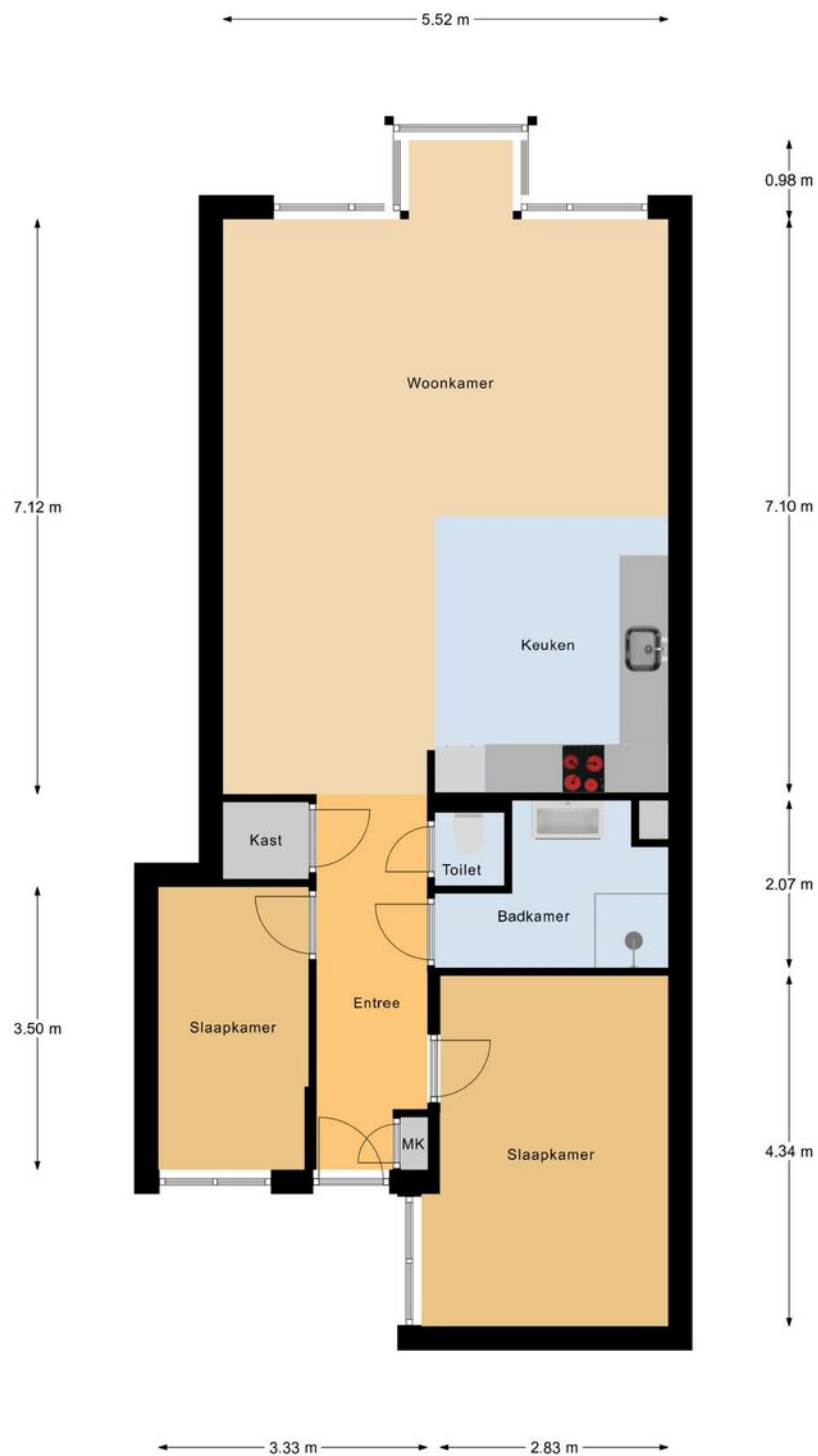 5.52 m
0.98 m
Woonkamer
7.12 m
7.10 m
Keuken
Kast
Toilet
2.07 m
Badkamer
Entree
Slaapkamer
3.50 m
MK
Slaapkamer
4.34 m
3.33 m
2.83 m